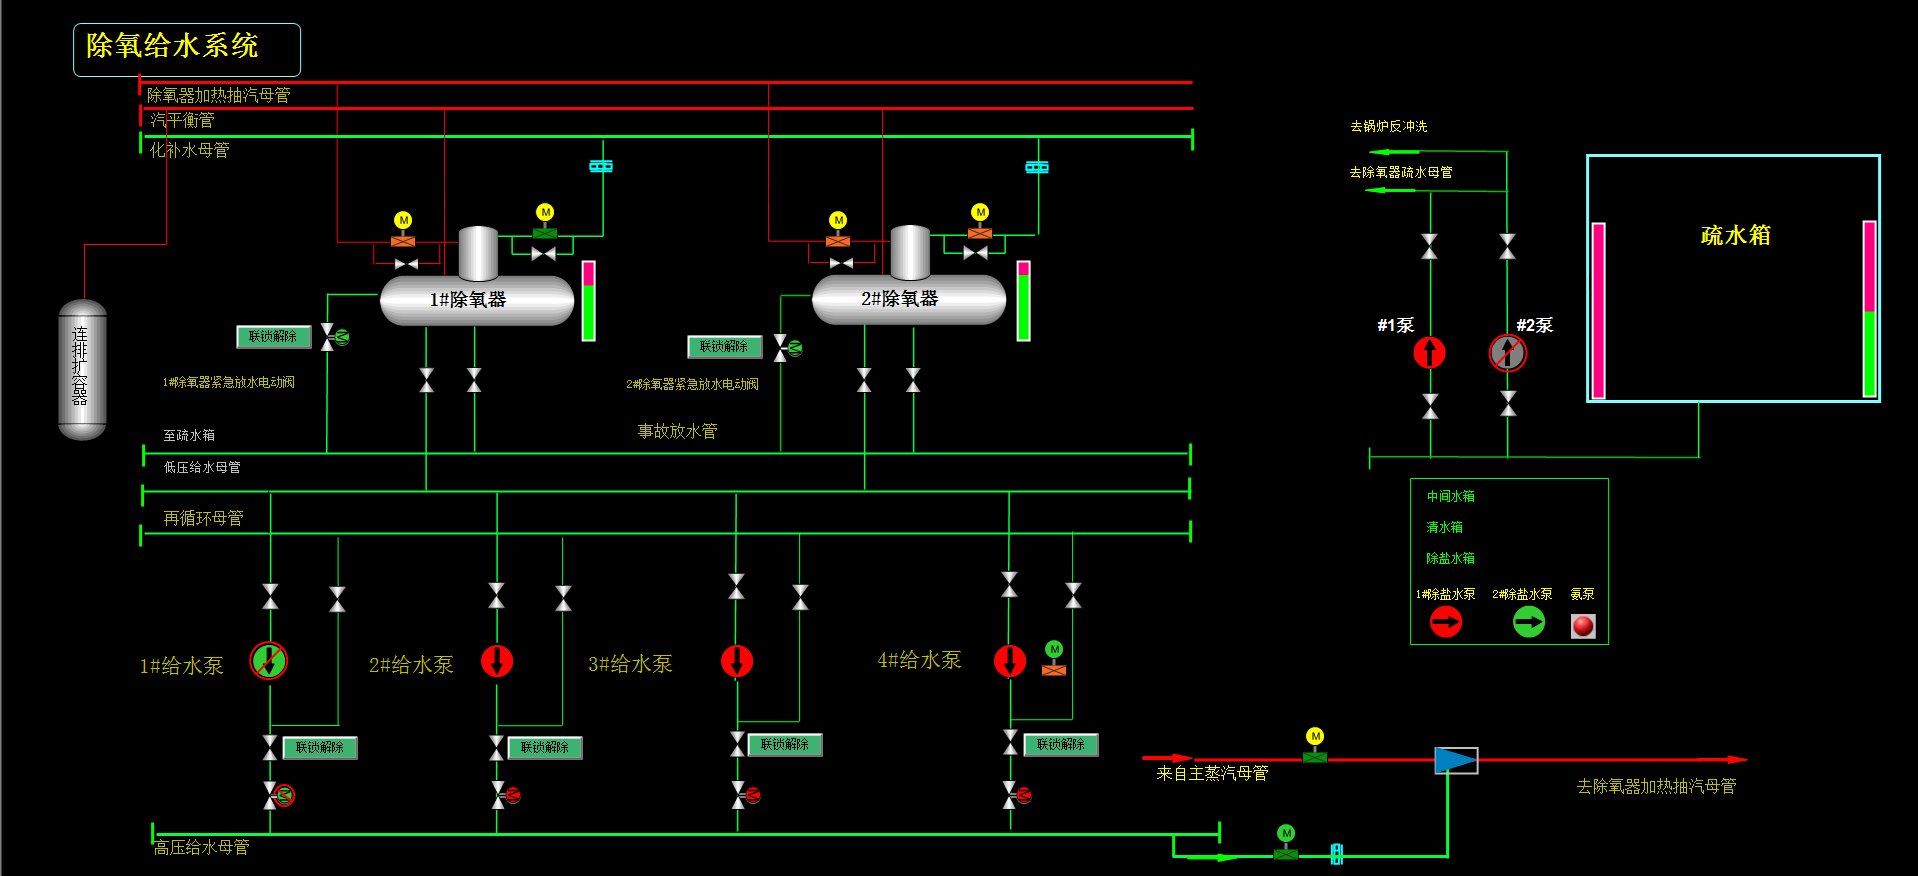 除氧给水系统
除氧器加热抽汽母管
汽平衡管
化补水母管
去锅炉反冲洗
去除氧器疏水母管
疏水箱
M
M
M
M
1#除氧器
2#除氧器
#1泵
#2泵
连排扩容器
联锁解除
联锁解除
1#除氧器紧急放水电动阀
2#除氧器紧急放水电动阀
至疏水箱
事故放水管
低压给水母管
再循环母管
中间水箱
清水箱
除盐水箱
1#除盐水泵
2#除盐水泵
氨泵
1#给水泵
2#给水泵
3#给水泵
4#给水泵
M
联锁解除
联锁解除
联锁解除
联锁解除
M
来自主蒸汽母管
去除氧器加热抽汽母管
高压给水母管
M